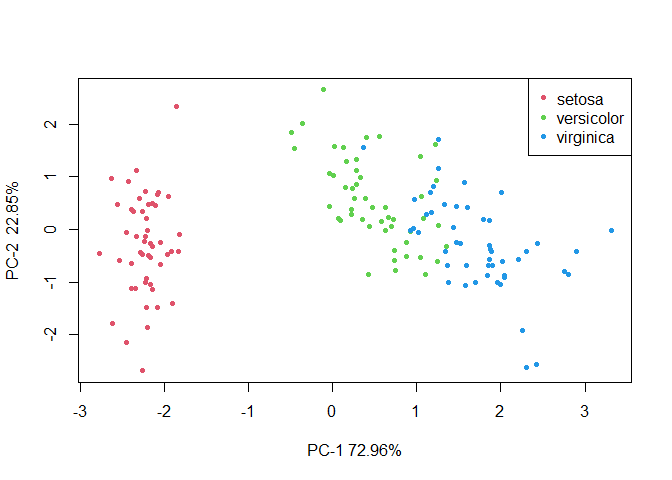 setosa
versicolor
virginica
2
1
0
-1
-2
PC-2 22.85%
-3
-2
-1
0
1
2
3
PC-1 72.96%